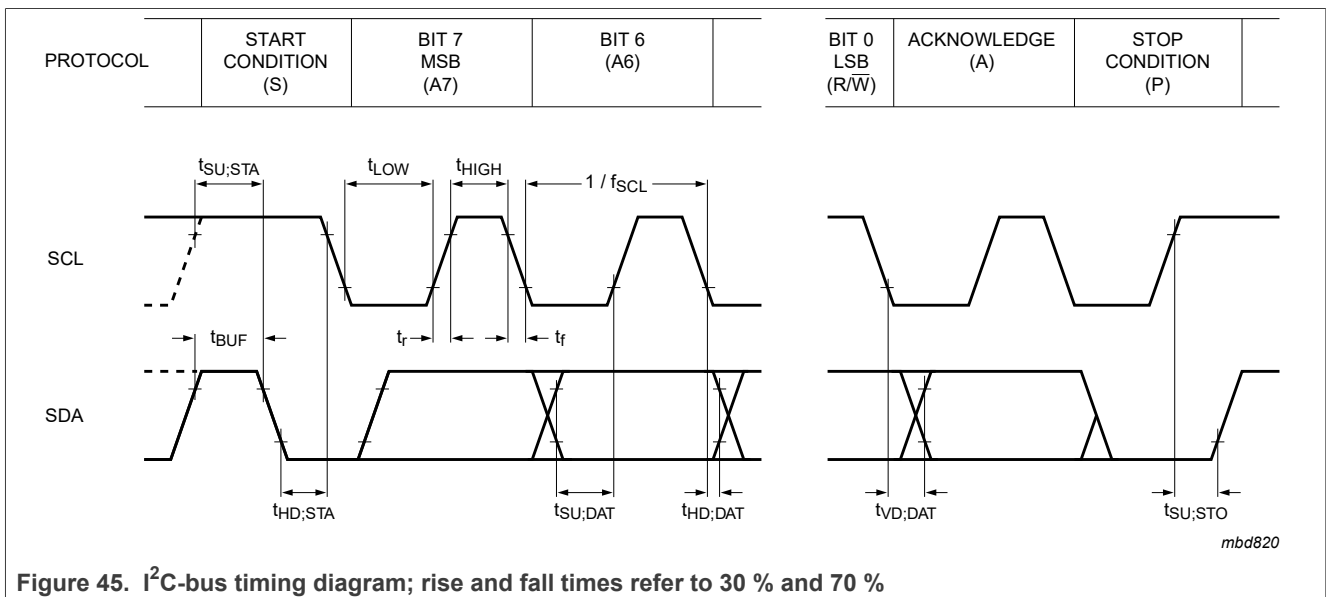 PROTOCOL
START
CONDITION
(S)
BIT 7
MSB
(A7)
BIT 6
(A6)
BIT 0
LSB
(R/W̅)
ACKNOWLEDGE
(A)
STOP
CONDITION
(P)
tSU;STA
tLOW
tHIGH
1 / fSCL
SCL
tBUF
tr
tf
SDA
tHD;STA
tSU;DAT
tHD;DAT
tVD;DAT
tSU;STO
mbd820
Figure 45. I²C-bus timing diagram; rise and fall times refer to 30 % and 70 %